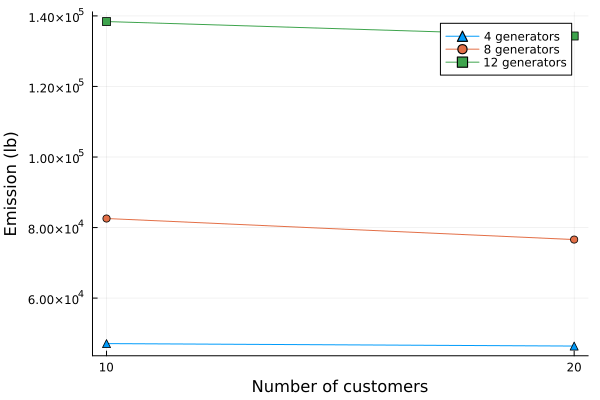 1.40×10⁵
1.20×10⁵
1.00×10⁵
8.00×10⁴
6.00×10⁴
Emission (lb)
4 generators
8 generators
12 generators
10
20
Number of customers